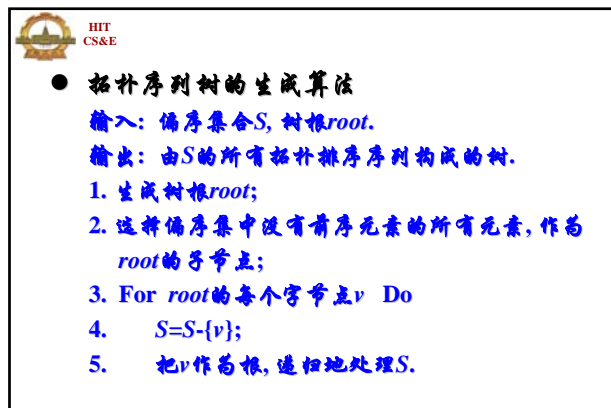 HIT
CS&E
● 拓朴序列树的生成算法
输入: 偏序集合S, 树根root.
输出: 由S的所有拓朴排序序列构成的树.
1. 生成树根root;
2. 选择偏序集中没有前序元素的所有元素, 作为
root的子节点;
3. For root的每个字节点v Do
4. S=S-{v};
5. 把v作为根, 递归地处理S.